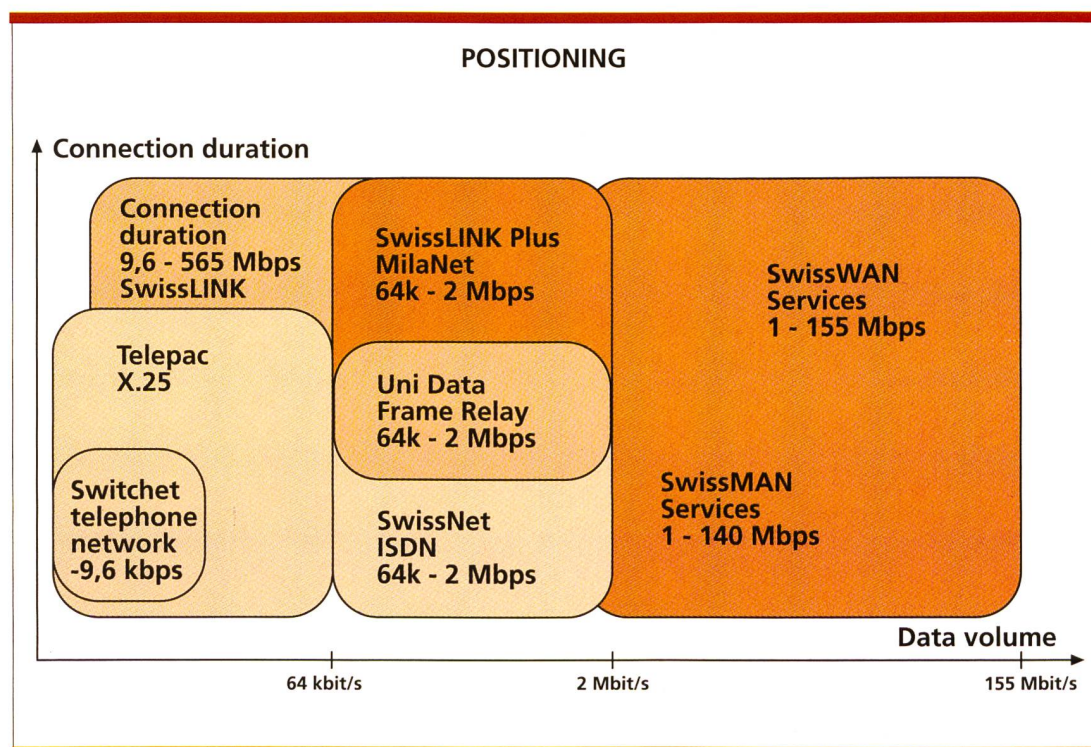 POSITIONING
Connection duration
Connection
duration
9,6 - 565 Mbps
SwissLINK
SwissLINK Plus
MilaNet
64k - 2 Mbps
SwissWAN
Services
1 - 155 Mbps
Telepac
X.25
Uni Data
Frame Relay
64k - 2 Mbps
Switchet
telephone
network
-9,6 kbps
SwissNet
ISDN
64k - 2 Mbps
SwissMAN
Services
1 - 140 Mbps
Data volume
64 kbit/s
2 Mbit/s
155 Mbit/s